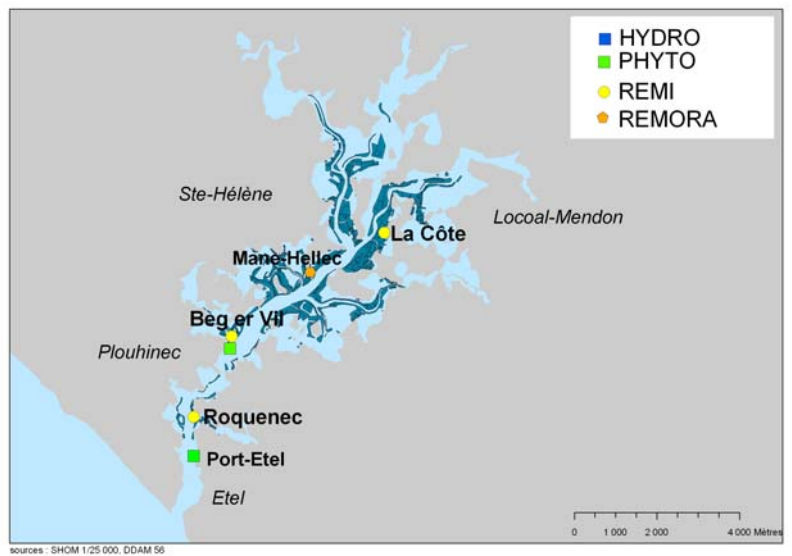 HYDRO
PHYTO
REMI
REMORA
Ste-Hélène
Locoal-Mendon
La Côte
Mané-Hellec
Beg er Vil
Plouhinec
Roquenec
Port-Etel
Etel
0 1 000 2 000 4 000 Mètres
sources : SHOM 1/25 000, DDAM 56